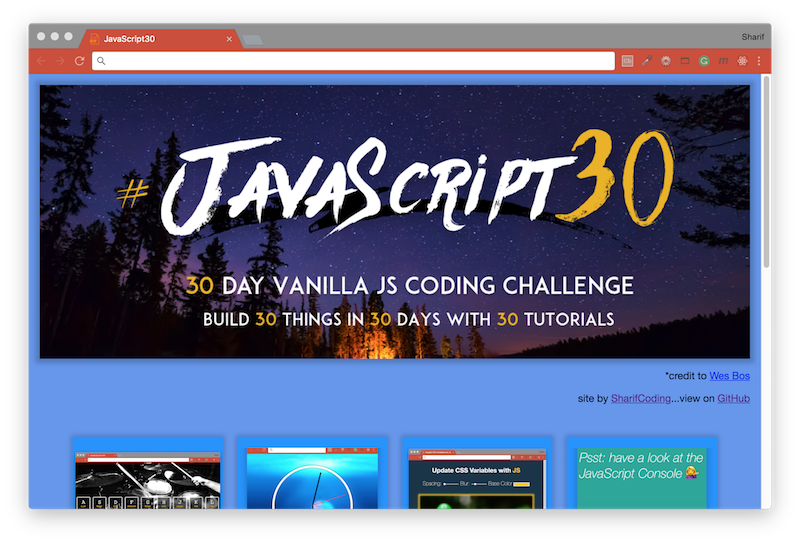 JavaScript30
Sharif
# JAVASCRIPT30
30 DAY VANILLA JS CODING CHALLENGE
BUILD 30 THINGS IN 30 DAYS WITH 30 TUTORIALS
*credit to Wes Bos
site by SharifCoding...view on GitHub
Update CSS Variables with JS
Spacing: Blur: Base Color
Psst: have a look at the
JavaScript Console 💁
A S D F G H J K L